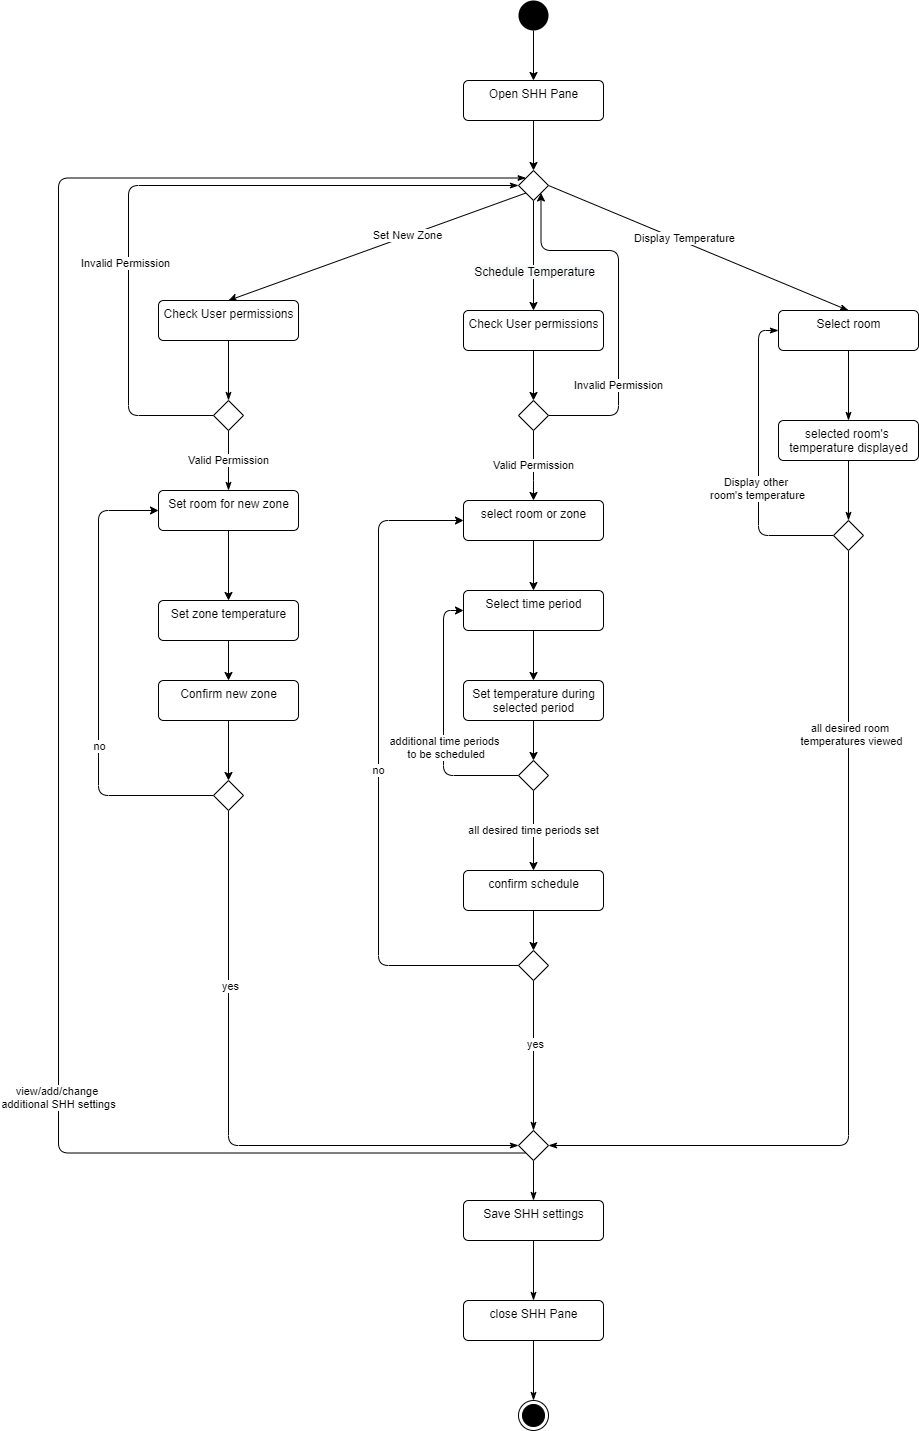 Open SHH Pane
Set New Zone
Display Temperature
Invalid Permission
Schedule Temperature
Check User permissions
Check User permissions
Select room
Invalid Permission
selected room's
temperature displayed
Valid Permission
Valid Permission
Display other
room's temperature
Set room for new zone
select room or zone
Set zone temperature
Select time period
Confirm new zone
Set temperature during
selected period
all desired room
temperatures viewed
no
additional time periods
to be scheduled
no
all desired time periods set
confirm schedule
yes
yes
view/add/change
additional SHH settings
Save SHH settings
close SHH Pane